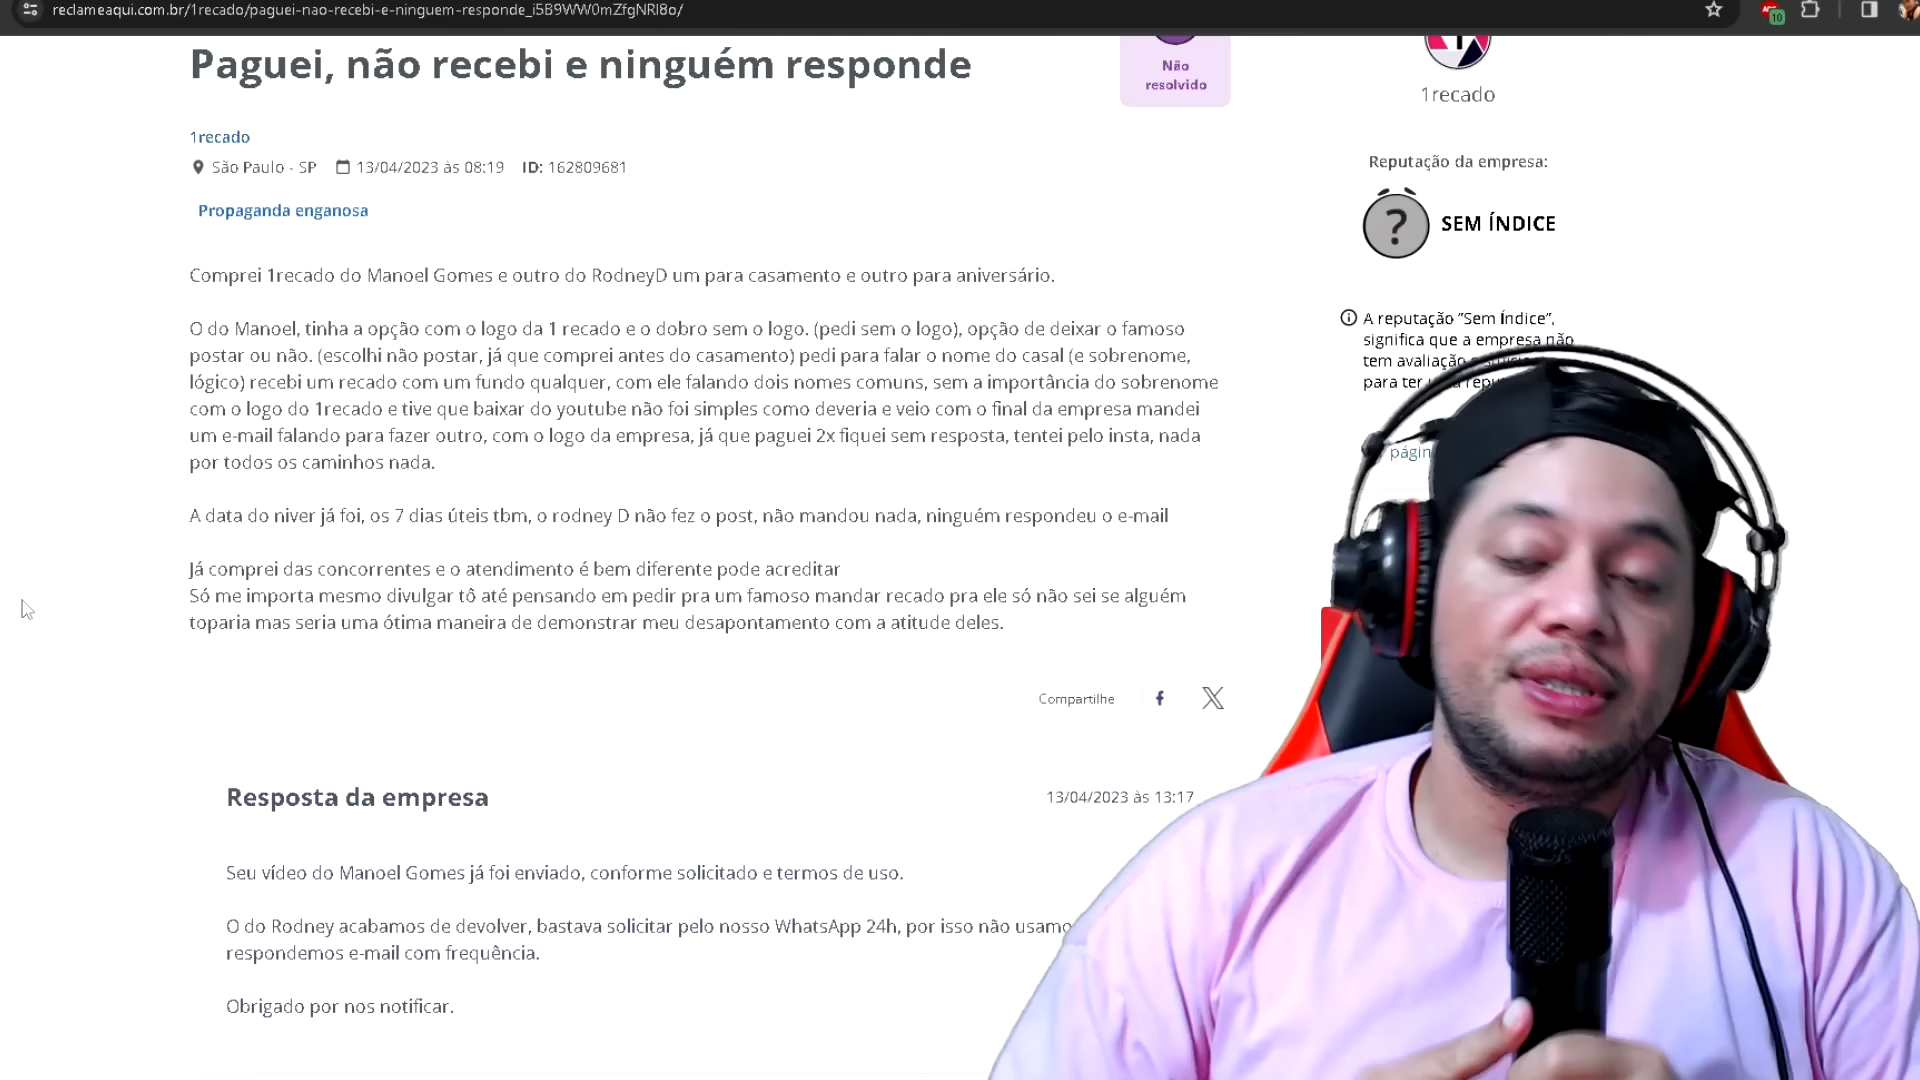 reclameaqui.com.br/1recado/paguei-nao-recebi-e-ninguem-responde_i5B9WW0mZfgNRl8o/
10
Paguei, não recebi e ninguém responde
Não
resolvido
1recado
1recado
São Paulo - SP 13/04/2023 às 08:19 ID: 162809681
Reputação da empresa:
Propaganda enganosa
? SEM ÍNDICE
Comprei 1recado do Manoel Gomes e outro do RodneyD um para casamento e outro para aniversário.
O do Manoel, tinha a opção com o logo da 1 recado e o dobro sem o logo. (pedi sem o logo), opção de deixar o famoso
postar ou não. (escolhi não postar, já que comprei antes do casamento) pedi para falar o nome do casal (e sobrenome,
lógico) recebi um recado com um fundo qualquer, com ele falando dois nomes comuns, sem a importância do sobrenome
com o logo do 1recado e tive que baixar do youtube não foi simples como deveria e veio com o final da empresa mandei
um e-mail falando para fazer outro, com o logo da empresa, já que paguei 2x fiquei sem resposta, tentei pelo insta, nada
por todos os caminhos nada.
A reputação "Sem Índice",
significa que a empresa não
tem avaliação
para ter
A data do niver já foi, os 7 dias úteis tbm, o rodney D não fez o post, não mandou nada, ninguém respondeu o e-mail
Já comprei das concorrentes e o atendimento é bem diferente pode acreditar
Só me importa mesmo divulgar tô até pensando em pedir pra um famoso mandar recado pra ele só não sei se alguém
toparia mas seria uma ótima maneira de demonstrar meu desapontamento com a atitude deles.
Compartilhe
Resposta da empresa 13/04/2023 às 13:17
Seu vídeo do Manoel Gomes já foi enviado, conforme solicitado e termos de uso.
O do Rodney acabamos de devolver, bastava solicitar pelo nosso WhatsApp 24h, por isso não
respondemos e-mail com frequência.
Obrigado por nos notificar.